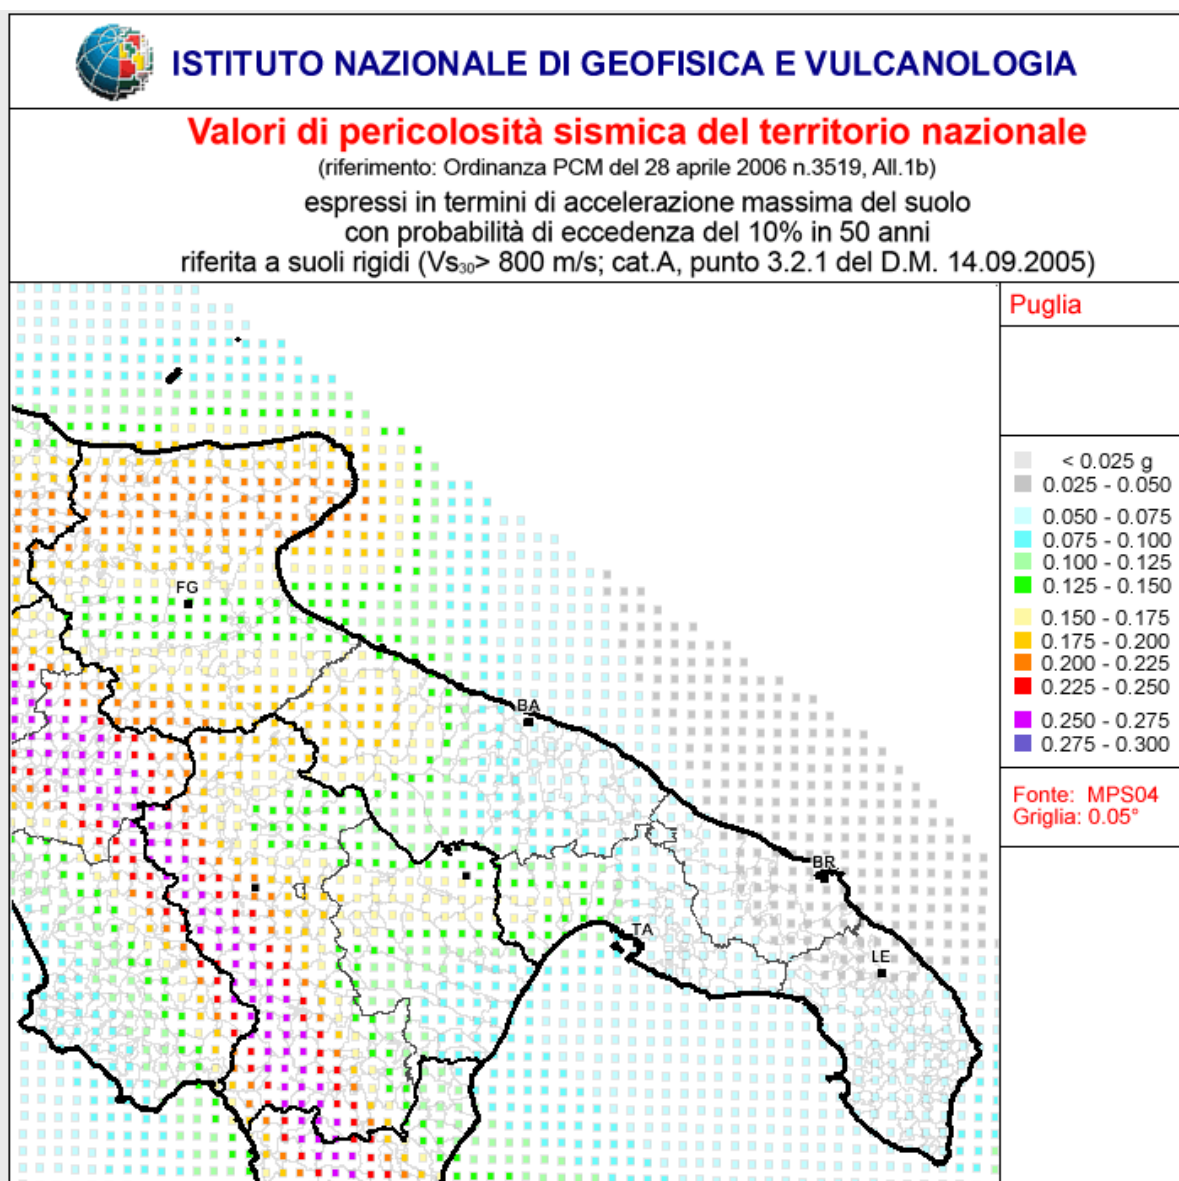 ISTITUTO NAZIONALE DI GEOFISICA E VULCANOLOGIA
Valori di pericolosità sismica del territorio nazionale
(riferimento: Ordinanza PCM del 28 aprile 2006 n.3519, All.1b)
espressi in termini di accelerazione massima del suolo
con probabilità di eccedenza del 10% in 50 anni
riferita a suoli rigidi (Vs30> 800 m/s; cat.A, punto 3.2.1 del D.M. 14.09.2005)
Puglia
< 0.025 g
0.025 - 0.050
0.050 - 0.075
0.075 - 0.100
0.100 - 0.125
0.125 - 0.150
0.150 - 0.175
0.175 - 0.200
0.200 - 0.225
0.225 - 0.250
0.250 - 0.275
0.275 - 0.300
Fonte: MPS04
Griglia: 0.05°
FG
BA
BR
TA
LE